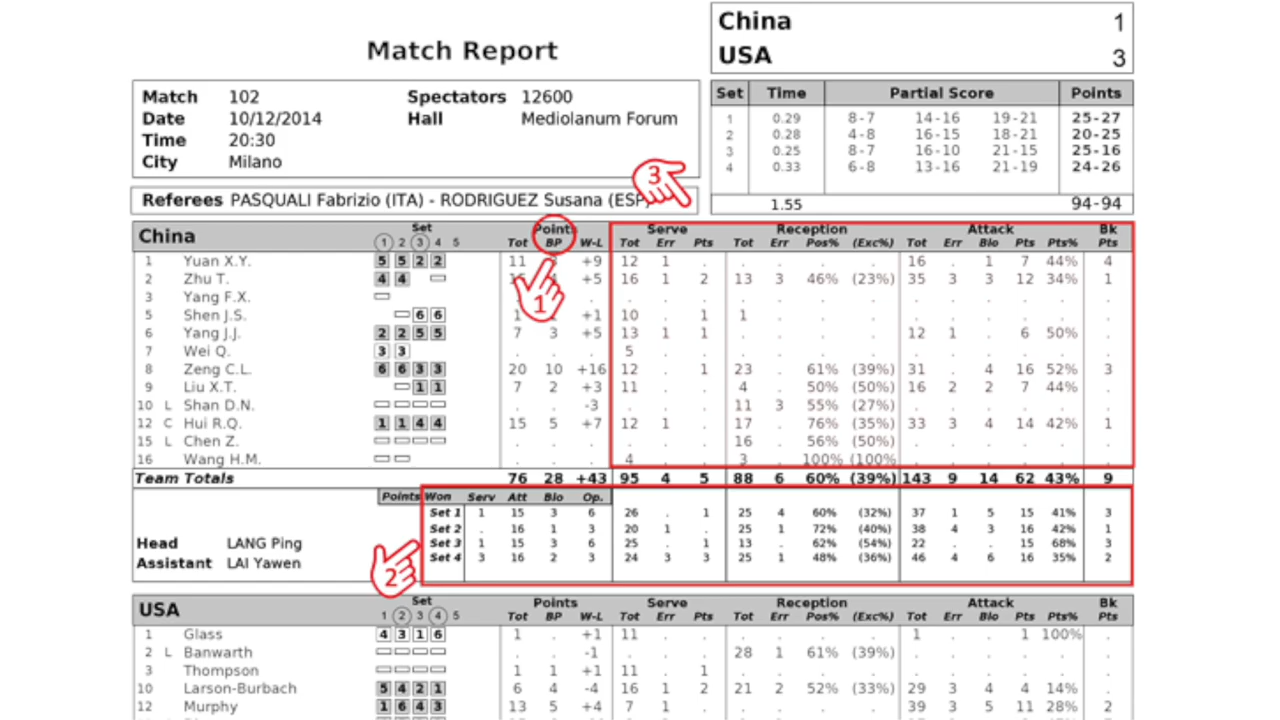 China 1
USA 3
Match Report
Match 102 Spectators 12600
Date 10/12/2014 Hall Mediolanum Forum
Time 20:30
City Milano
Set Time Partial Score Points
1 0.29 8-7 14-16 19-21 25-27
2 0.28 4-8 16-15 18-21 20-25
3 0.25 8-7 16-10 21-15 25-16
4 0.33 6-8 13-16 21-19 24-26
1.55 94-94
Referees PASQUALI Fabrizio (ITA) - RODRIGUEZ Susana (ESP)
3
China Set Points Serve Reception Attack Bk
1 2 3 4 5 Tot BP W-L Tot Err Pts Tot Err Pos% (Exc%) Tot Err Blo Pts Pts% Pts
1 Yuan X.Y. 5 5 2 2 11 +9 12 1 . . . . . 16 . 1 7 44% 4
2 Zhu T. 4 4 +5 16 1 2 13 3 46% (23%) 35 3 3 12 34% 1
3 Yang F.X. . . . . . . . . . . . . . .
5 Shen J.S. 6 6 1 +1 10 . 1 1 . . . . . . . . .
6 Yang J.J. 2 2 5 5 7 3 +5 13 1 1 . . . . 12 1 . 6 50% .
7 Wei Q. 3 3 . . . 5 . . . . . . . . . . . .
8 Zeng C.L. 6 6 3 3 20 10 +16 12 . 1 23 . 61% (39%) 31 . 4 16 52% 3
9 Liu X.T. 1 1 7 2 +3 11 . . 4 . 50% (50%) 16 2 2 7 44% .
10 L Shan D.N. . . -3 . . . 11 3 55% (27%) . . . . . .
12 C Hui R.Q. 1 1 4 4 15 5 +7 12 1 . 17 . 76% (35%) 33 3 4 14 42% 1
15 L Chen Z. . . . . . . 16 . 56% (50%) . . . . . .
16 Wang H.M. . . . 4 . . 3 . 100% (100% . . . . . .
Team Totals 76 28 +43 95 4 5 88 6 60% (39%) 143 9 14 62 43% 9
1
Points Won Serv Att Blo Op.
Set 1 1 15 3 6 26 . 1 25 4 60% (32%) 37 1 5 15 41% 3
Set 2 . 16 1 3 20 1 . 25 1 72% (40%) 38 4 3 16 42% 1
Head LANG Ping Set 3 1 15 3 6 25 . 1 13 . 62% (54%) 22 . . 15 68% 3
Assistant LAI Yawen Set 4 3 16 2 3 24 3 3 25 1 48% (36%) 46 4 6 16 35% 2
2
USA Set Points Serve Reception Attack Bk
1 2 3 4 5 Tot BP W-L Tot Err Pts Tot Err Pos% (Exc%) Tot Err Blo Pts Pts% Pts
1 Glass 4 3 1 6 1 . +1 11 . . . . . . 1 . . 1 100% .
2 L Banwarth . . -1 . . . 28 1 61% (39%) . . . . . .
3 Thompson 1 1 +1 11 . 1 . . . . . . . . . .
10 Larson-Burbach 5 4 2 1 6 4 -4 16 1 2 21 2 52% (33%) 29 3 4 4 14% .
12 Murphy 1 6 4 3 13 5 +4 7 1 . . . . . 39 3 5 11 28% 2